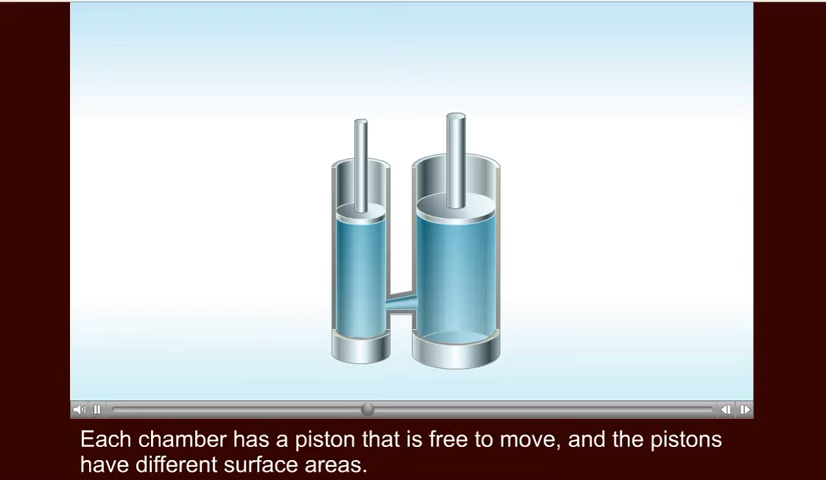 Each chamber has a piston that is free to move, and the pistons
have different surface areas.